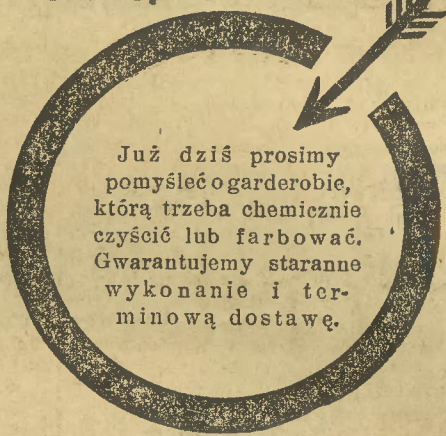 Już dziś prosimy
pomyśleć o garderobie,
którą trzeba chemicznie
czyścić lub farbować.
Gwarantujemy staranne
wykonanie i ter-
minową dostawę.